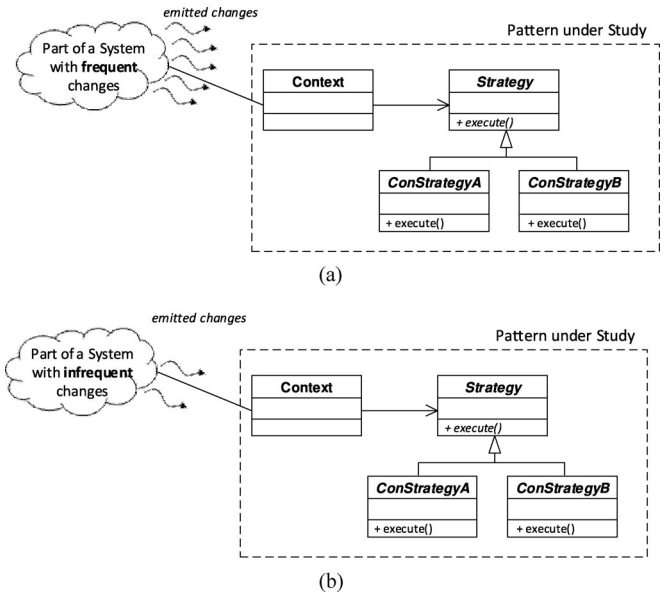 emitted changes
Pattern under Study
Part of a System
with frequent
changes
Context
Strategy
+ execute()
ConStrategyA
ConStrategyB
+ execute()
+ execute()
(a)
emitted changes
Pattern under Study
Part of a System
with infrequent
changes
Context
Strategy
+ execute()
ConStrategyA
ConStrategyB
+ execute()
+ execute()
(b)